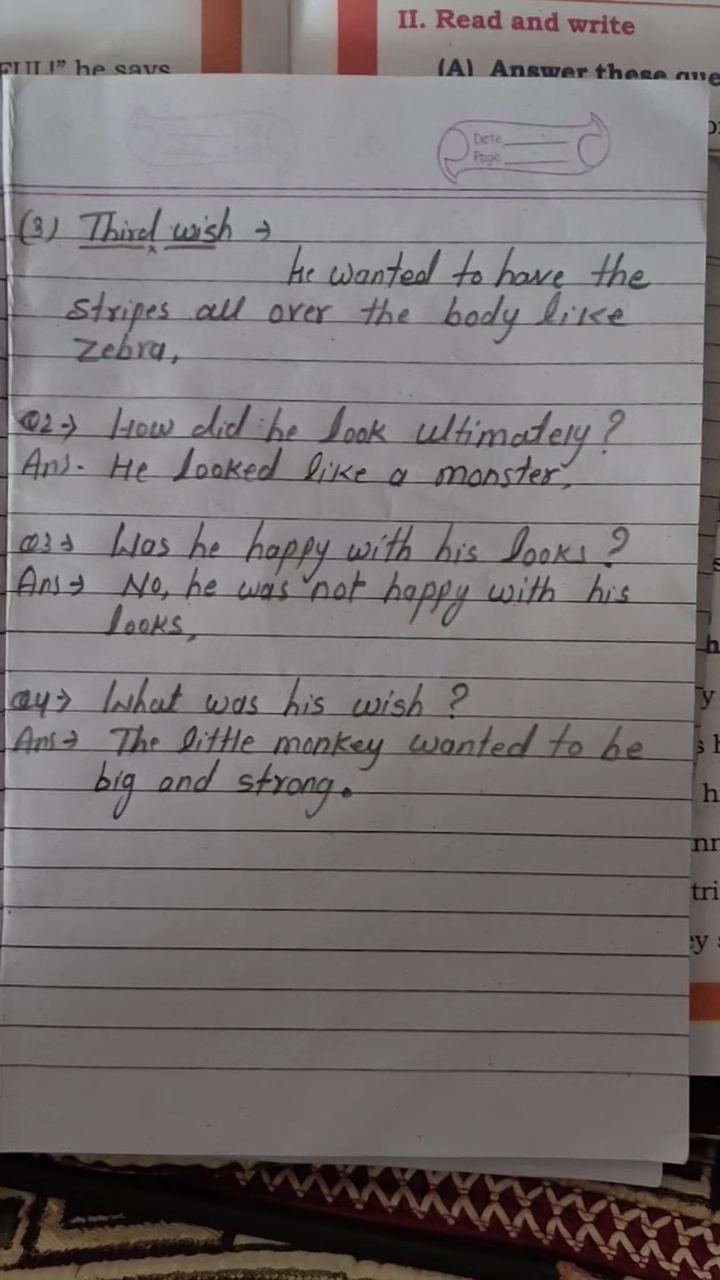 II. Read and write
FUL!" he says
(A) Answer these que
Date
Page
(3) Third wish →
he wanted to have the
stripes all over the body like
zebra,
Q2→ How did he look ultimately?
Ans. He looked like a monster,
Q3→ Was he happy with his looks?
Ans→ No, he was not happy with his
looks,
Q4→ What was his wish?
Ans→ The little monkey wanted to be
big and strong.